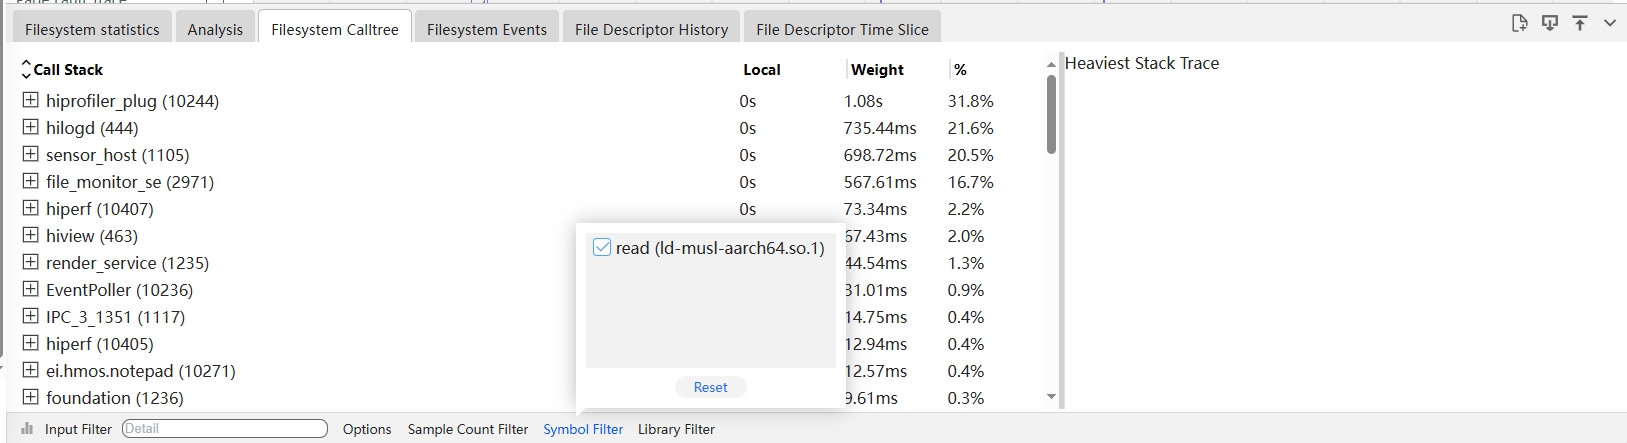 Filesystem statistics Analysis Filesystem Calltree Filesystem Events File Descriptor History File Descriptor Time Slice
Call Stack Local Weight % Heaviest Stack Trace
hiprofiler_plug (10244) 0s 1.08s 31.8%
hilogd (444) 0s 735.44ms 21.6%
sensor_host (1105) 0s 698.72ms 20.5%
file_monitor_se (2971) 0s 567.61ms 16.7%
hiperf (10407) 0s 73.34ms 2.2%
hiview (463) 67.43ms 2.0%
read (ld-musl-aarch64.so.1)
render_service (1235) 44.54ms 1.3%
EventPoller (10236) 31.01ms 0.9%
IPC_3_1351 (1117) 14.75ms 0.4%
hiperf (10405) 12.94ms 0.4%
ei.hmos.notepad (10271) 12.57ms 0.4%
Reset
foundation (1236) 9.61ms 0.3%
Input Filter Detail Options Sample Count Filter Symbol Filter Library Filter